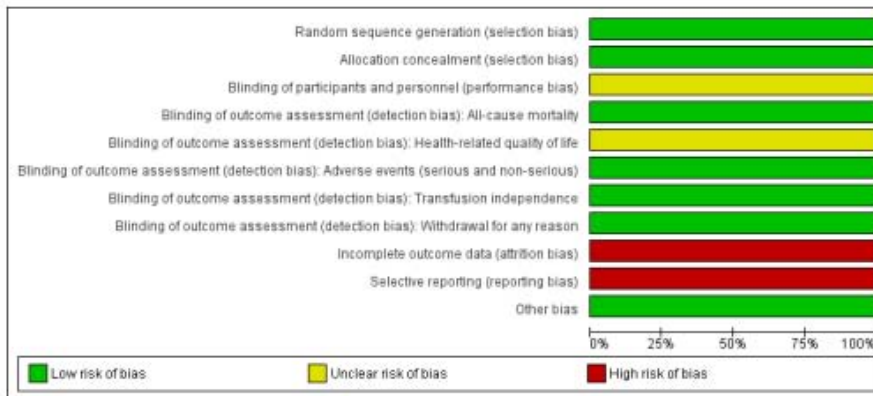 Random sequence generation (selection bias)
Allocation concealment (selection bias)
Blinding of participants and personnel (performance bias)
Blinding of outcome assessment (detection bias): All-cause mortality
Blinding of outcome assessment (detection bias): Health-related quality of life
Blinding of outcome assessment (detection bias): Adverse events (serious and non-serious)
Blinding of outcome assessment (detection bias): Transfusion independence
Blinding of outcome assessment (detection bias): Withdrawal for any reason
Incomplete outcome data (attrition bias)
Selective reporting (reporting bias)
Other bias
0% 25% 50% 75% 100%
Low risk of bias Unclear risk of bias High risk of bias